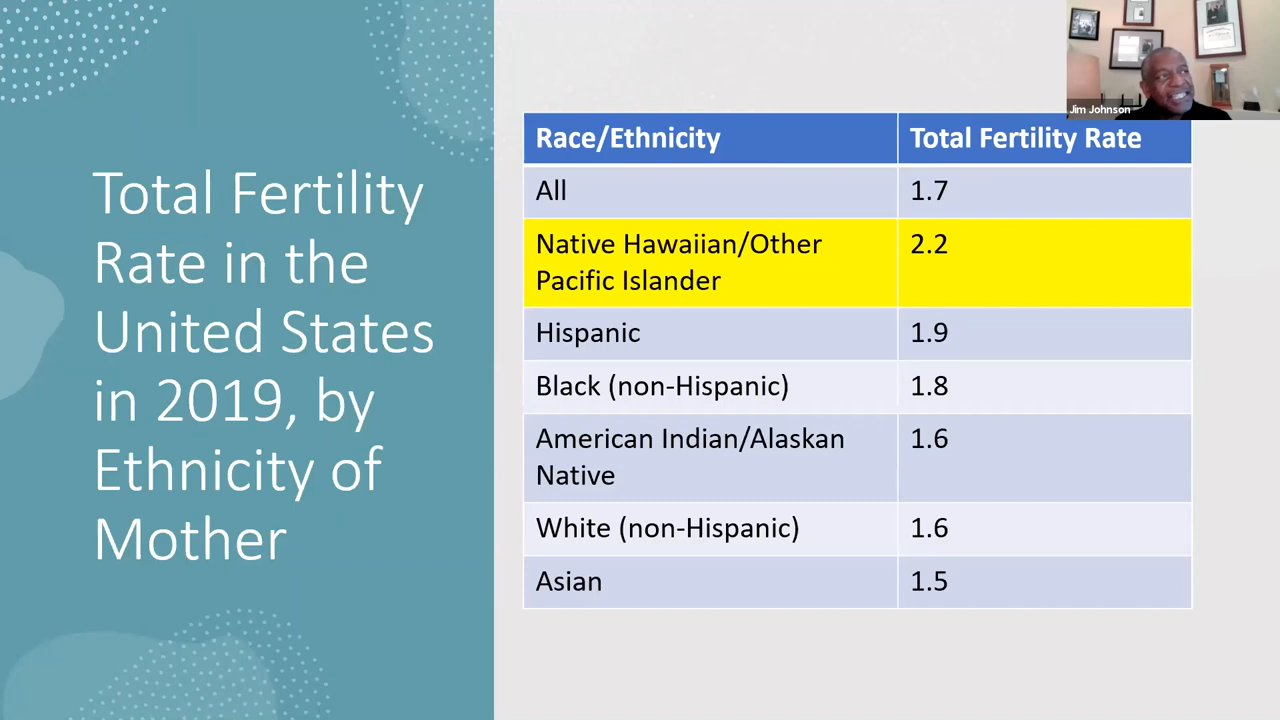 Total Fertility
Rate in the
United States
in 2019, by
Ethnicity of
Mother
Jim Johnson
Race/Ethnicity Total Fertility Rate
All 1.7
Native Hawaiian/Other 2.2
Pacific Islander
Hispanic 1.9
Black (non-Hispanic) 1.8
American Indian/Alaskan 1.6
Native
White (non-Hispanic) 1.6
Asian 1.5